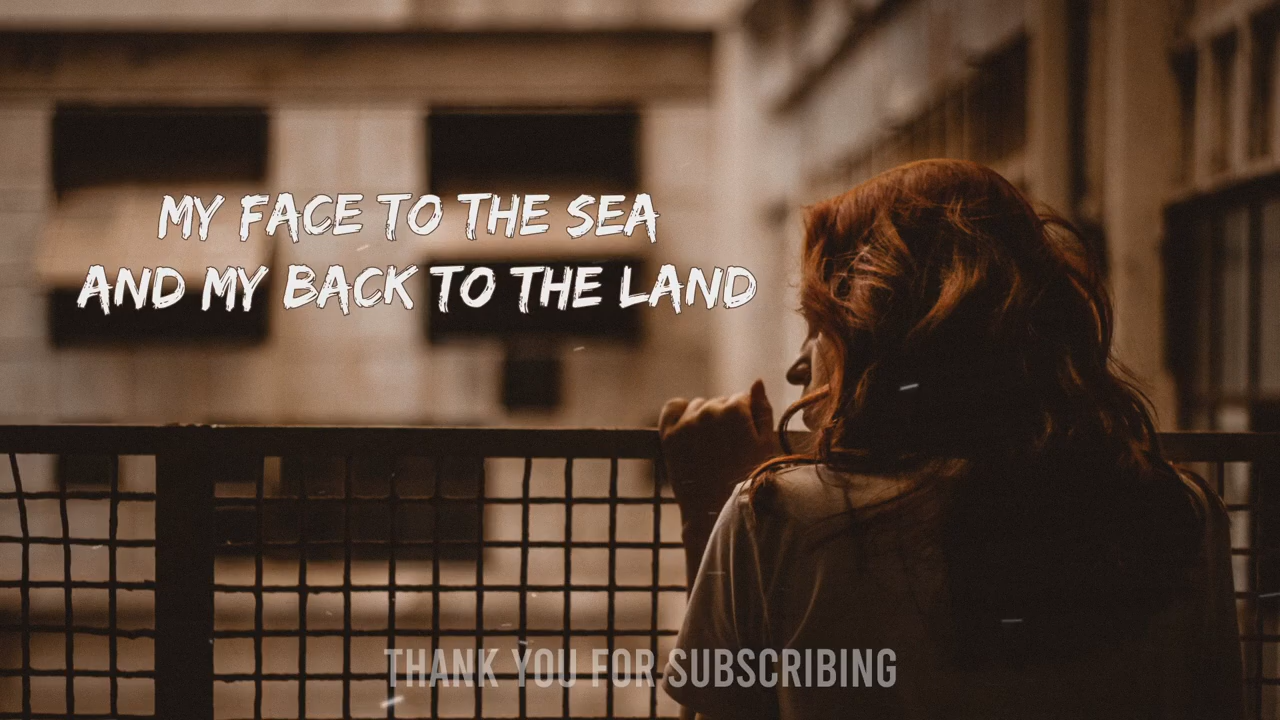 MY FACE TO THE SEA
AND MY BACK TO THE LAND
THANK YOU FOR SUBSCRIBING